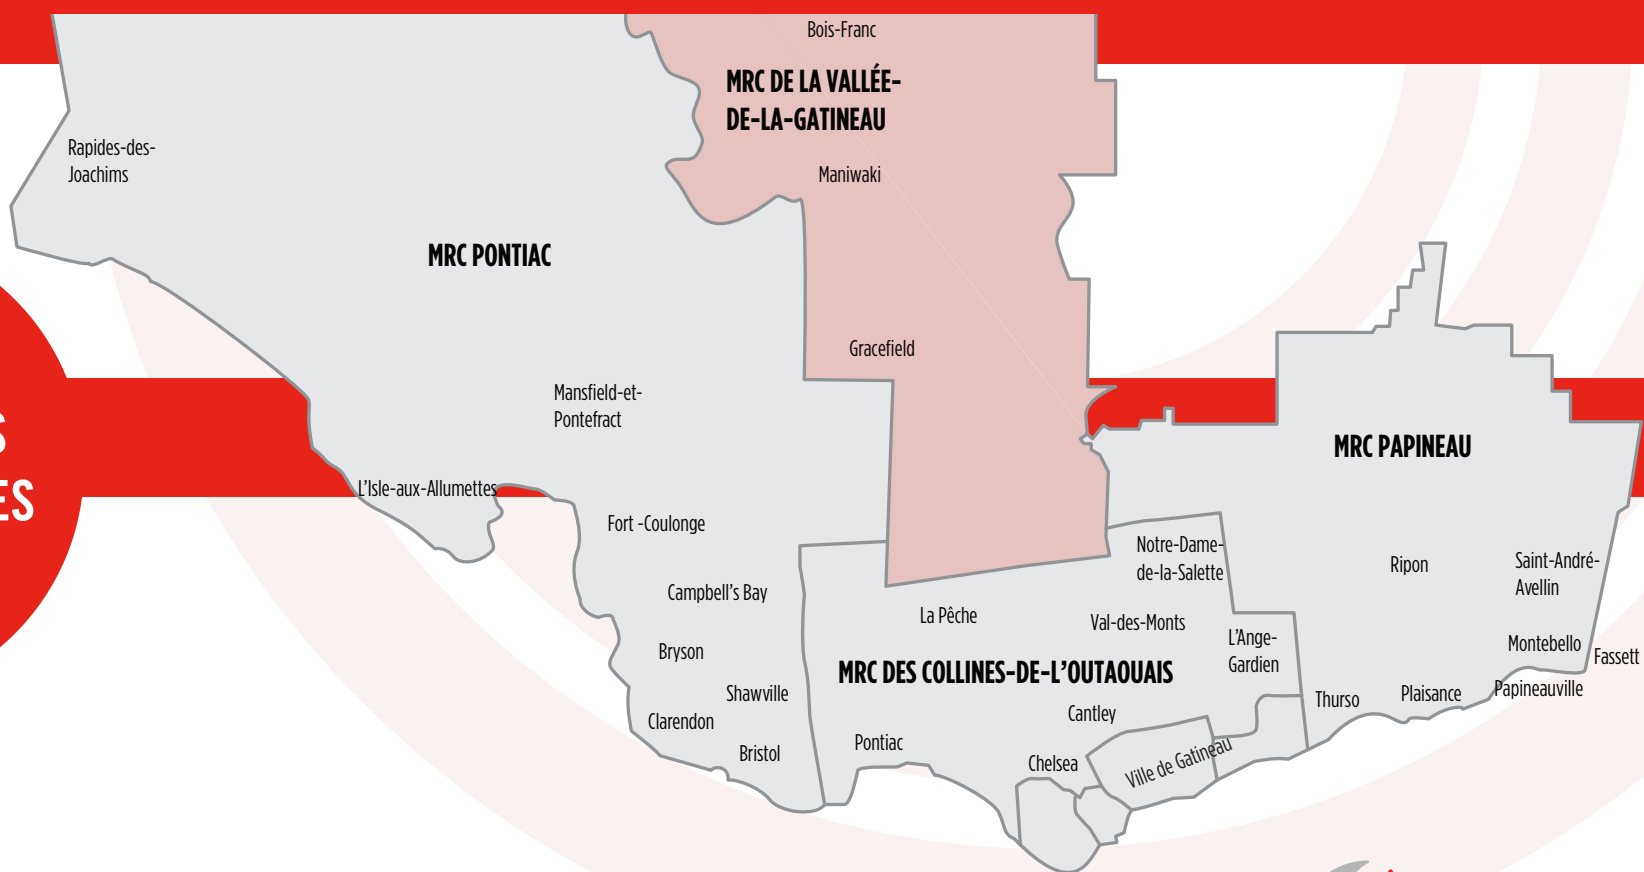 Bois-Franc
MRC DE LA VALLÉE-
DE-LA-GATINEAU
Rapides-des-
Joachims
Maniwaki
MRC PONTIAC
Gracefield
Mansfield-et-
Pontefract
S
ES
MRC PAPINEAU
L'Isle-aux-Allumettes
Fort -Coulonge
Notre-Dame-
de-la-Salette
Ripon
Saint-André-
Avellin
Campbell's Bay
La Pêche
Val-des-Monts
L'Ange-
Gardien
Montebello
Fassett
Bryson
MRC DES COLLINES-DE-L'OUTAOUAIS
Shawville
Thurso
Plaisance
Papineauville
Clarendon
Cantley
Bristol
Pontiac
Chelsea
Ville de Gatineau